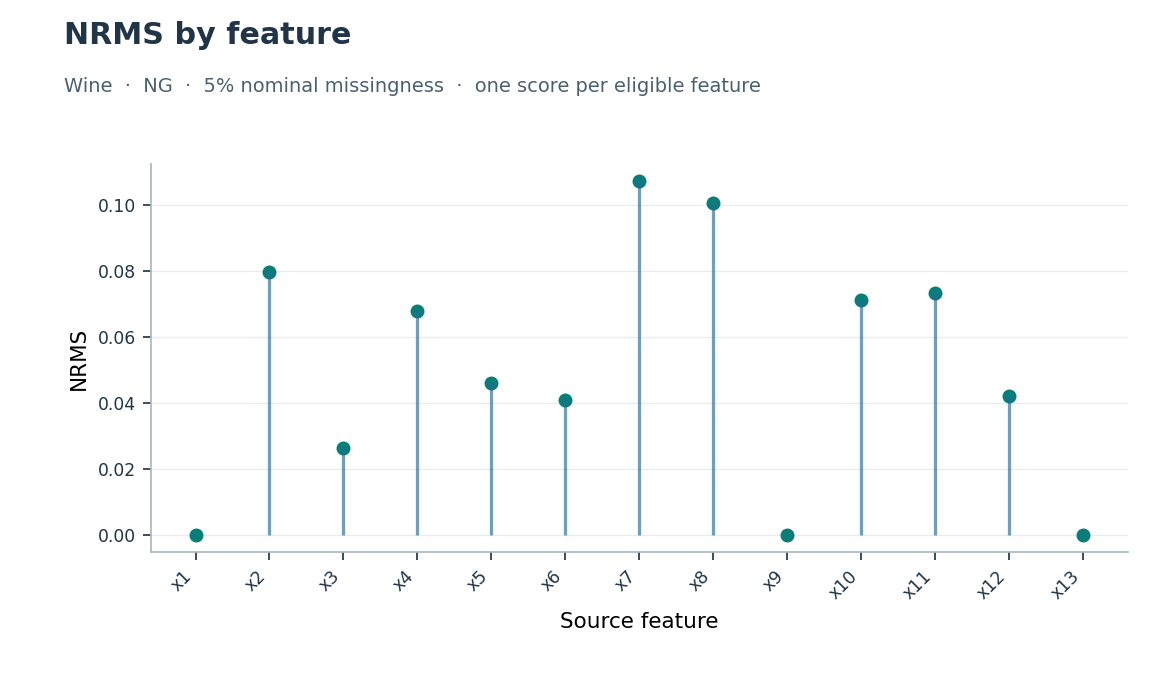 NRMS by feature
Wine · NG · 5% nominal missingness · one score per eligible feature
NRMS
0.10
0.08
0.06
0.04
0.02
0.00
x1 x2 x3 x4 x5 x6 x7 x8 x9 x10 x11 x12 x13
Source feature